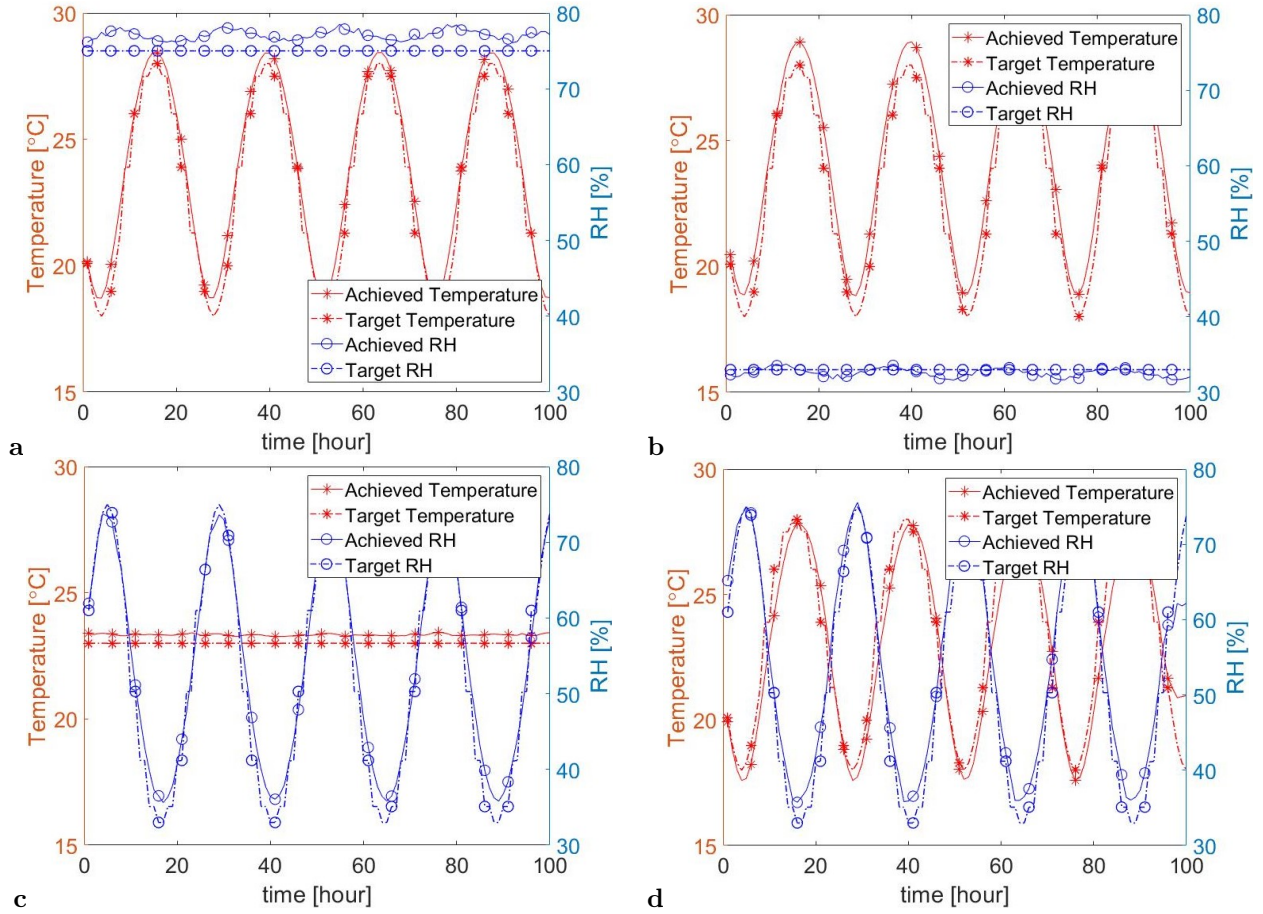 30
25
20
15
Temperature [°C]
80
70
60
50
40
30
RH [%]
Achieved Temperature
Target Temperature
Achieved RH
Target RH
0 20 40 60 80 100
time [hour]
a
30
25
20
15
Temperature [°C]
80
70
60
50
40
30
RH [%]
Achieved Temperature
Target Temperature
Achieved RH
Target RH
0 20 40 60 80 100
time [hour]
b
30
25
20
15
Temperature [°C]
80
70
60
50
40
30
RH [%]
Achieved Temperature
Target Temperature
Achieved RH
Target RH
0 20 40 60 80 100
time [hour]
c
30
25
20
15
Temperature [°C]
80
70
60
50
40
30
RH [%]
Achieved Temperature
Target Temperature
Achieved RH
Target RH
0 20 40 60 80 100
time [hour]
d